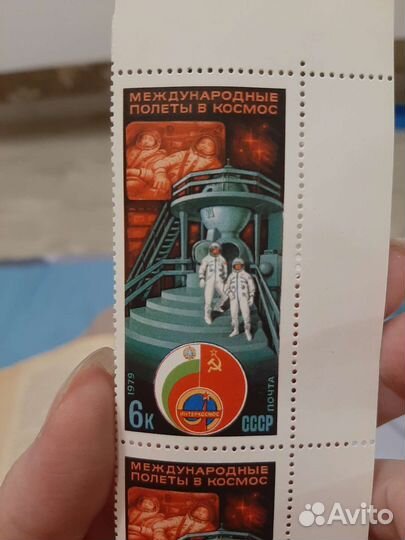 МЕЖДУНАРОДНЫЕ
ПОЛЕТЫ В КОСМОС
1979
ИНТЕРКОСМОС
6к
СССР
ПОЧТА
МЕЖДУНАРОДНЫЕ
ПОЛЕТЫ В КОСМОС
Avito